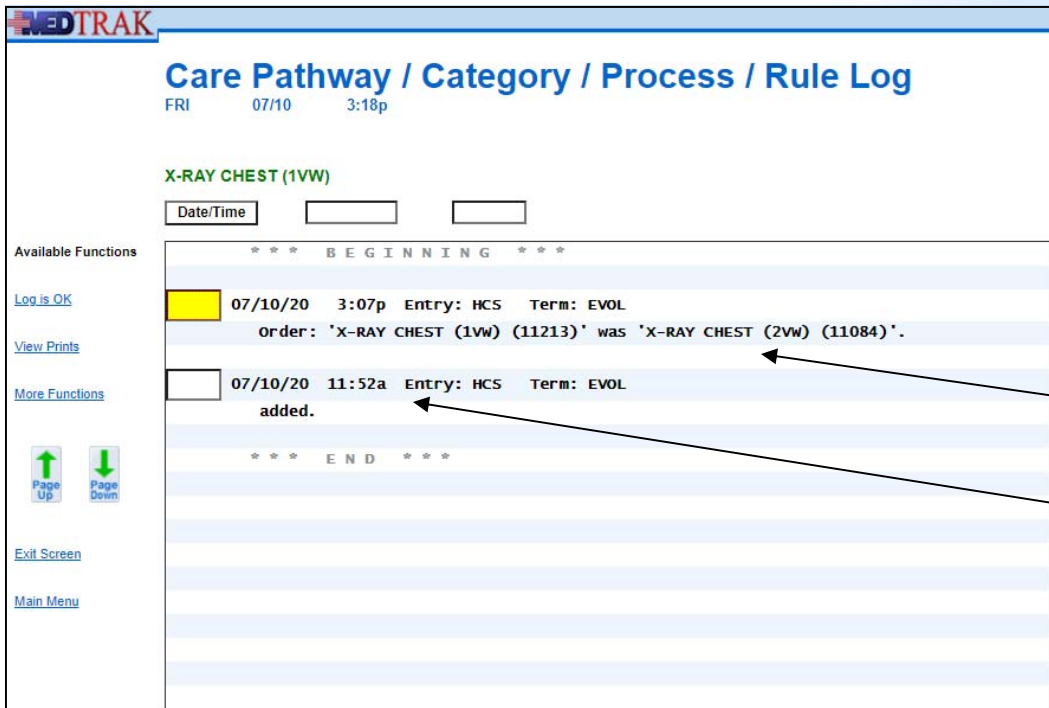 MEDTRAK
Care Pathway / Category / Process / Rule Log
FRI 07/10 3:18p
X-RAY CHEST (1VW)
Date/Time
Available Functions
* * * B E G I N N I N G * * *
Log is OK
07/10/20 3:07p Entry: HCS Term: EVOL
Order: 'X-RAY CHEST (1VW) (11213)' was 'X-RAY CHEST (2VW) (11084)'.
View Prints
07/10/20 11:52a Entry: HCS Term: EVOL
More Functions
added.
* * * E N D * * *
Page Up
Page Down
Exit Screen
Main Menu